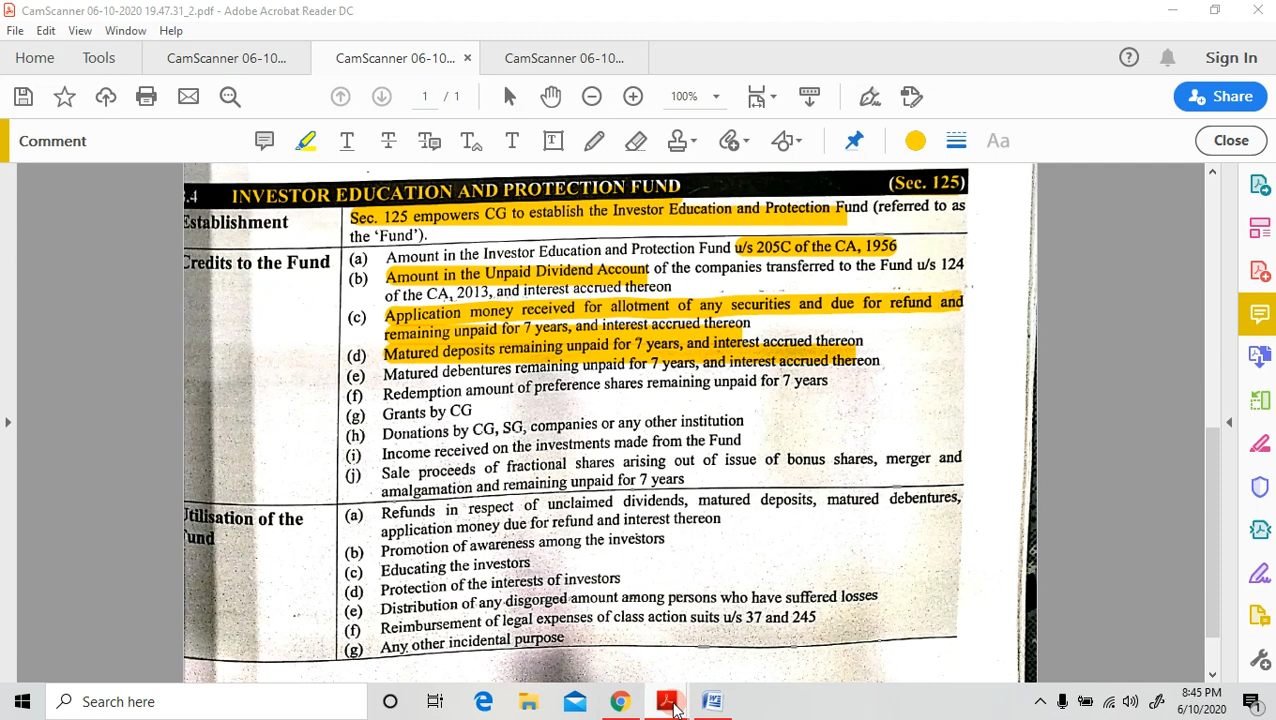 CamScanner 06-10-2020 19.47.31_2.pdf - Adobe Acrobat Reader DC
File Edit View Window Help
Home Tools CamScanner 06-10... CamScanner 06-10... × CamScanner 06-10...
Sign In
1 / 1 100% Share
Comment Aa Close
.4 INVESTOR EDUCATION AND PROTECTION FUND (Sec. 125)
Establishment Sec. 125 empowers CG to establish the Investor Education and Protection Fund (referred to as
the 'Fund').
Credits to the Fund (a) Amount in the Investor Education and Protection Fund u/s 205C of the CA, 1956
(b) Amount in the Unpaid Dividend Account of the companies transferred to the Fund u/s 124
of the CA, 2013, and interest accrued thereon
(c) Application money received for allotment of any securities and due for refund and
remaining unpaid for 7 years, and interest accrued thereon
(d) Matured deposits remaining unpaid for 7 years, and interest accrued thereon
(e) Matured debentures remaining unpaid for 7 years, and interest accrued thereon
(f) Redemption amount of preference shares remaining unpaid for 7 years
(g) Grants by CG
(h) Donations by CG, SG, companies or any other institution
(i) Income received on the investments made from the Fund
(j) Sale proceeds of fractional shares arising out of issue of bonus shares, merger and
amalgamation and remaining unpaid for 7 years
Utilisation of the (a) Refunds in respect of unclaimed dividends, matured deposits, matured debentures,
und application money due for refund and interest thereon
(b) Promotion of awareness among the investors
(c) Educating the investors
(d) Protection of the interests of investors
(e) Distribution of any disgorged amount among persons who have suffered losses
(f) Reimbursement of legal expenses of class action suits u/s 37 and 245
(g) Any other incidental purpose
Search here
8:45 PM
6/10/2020
1